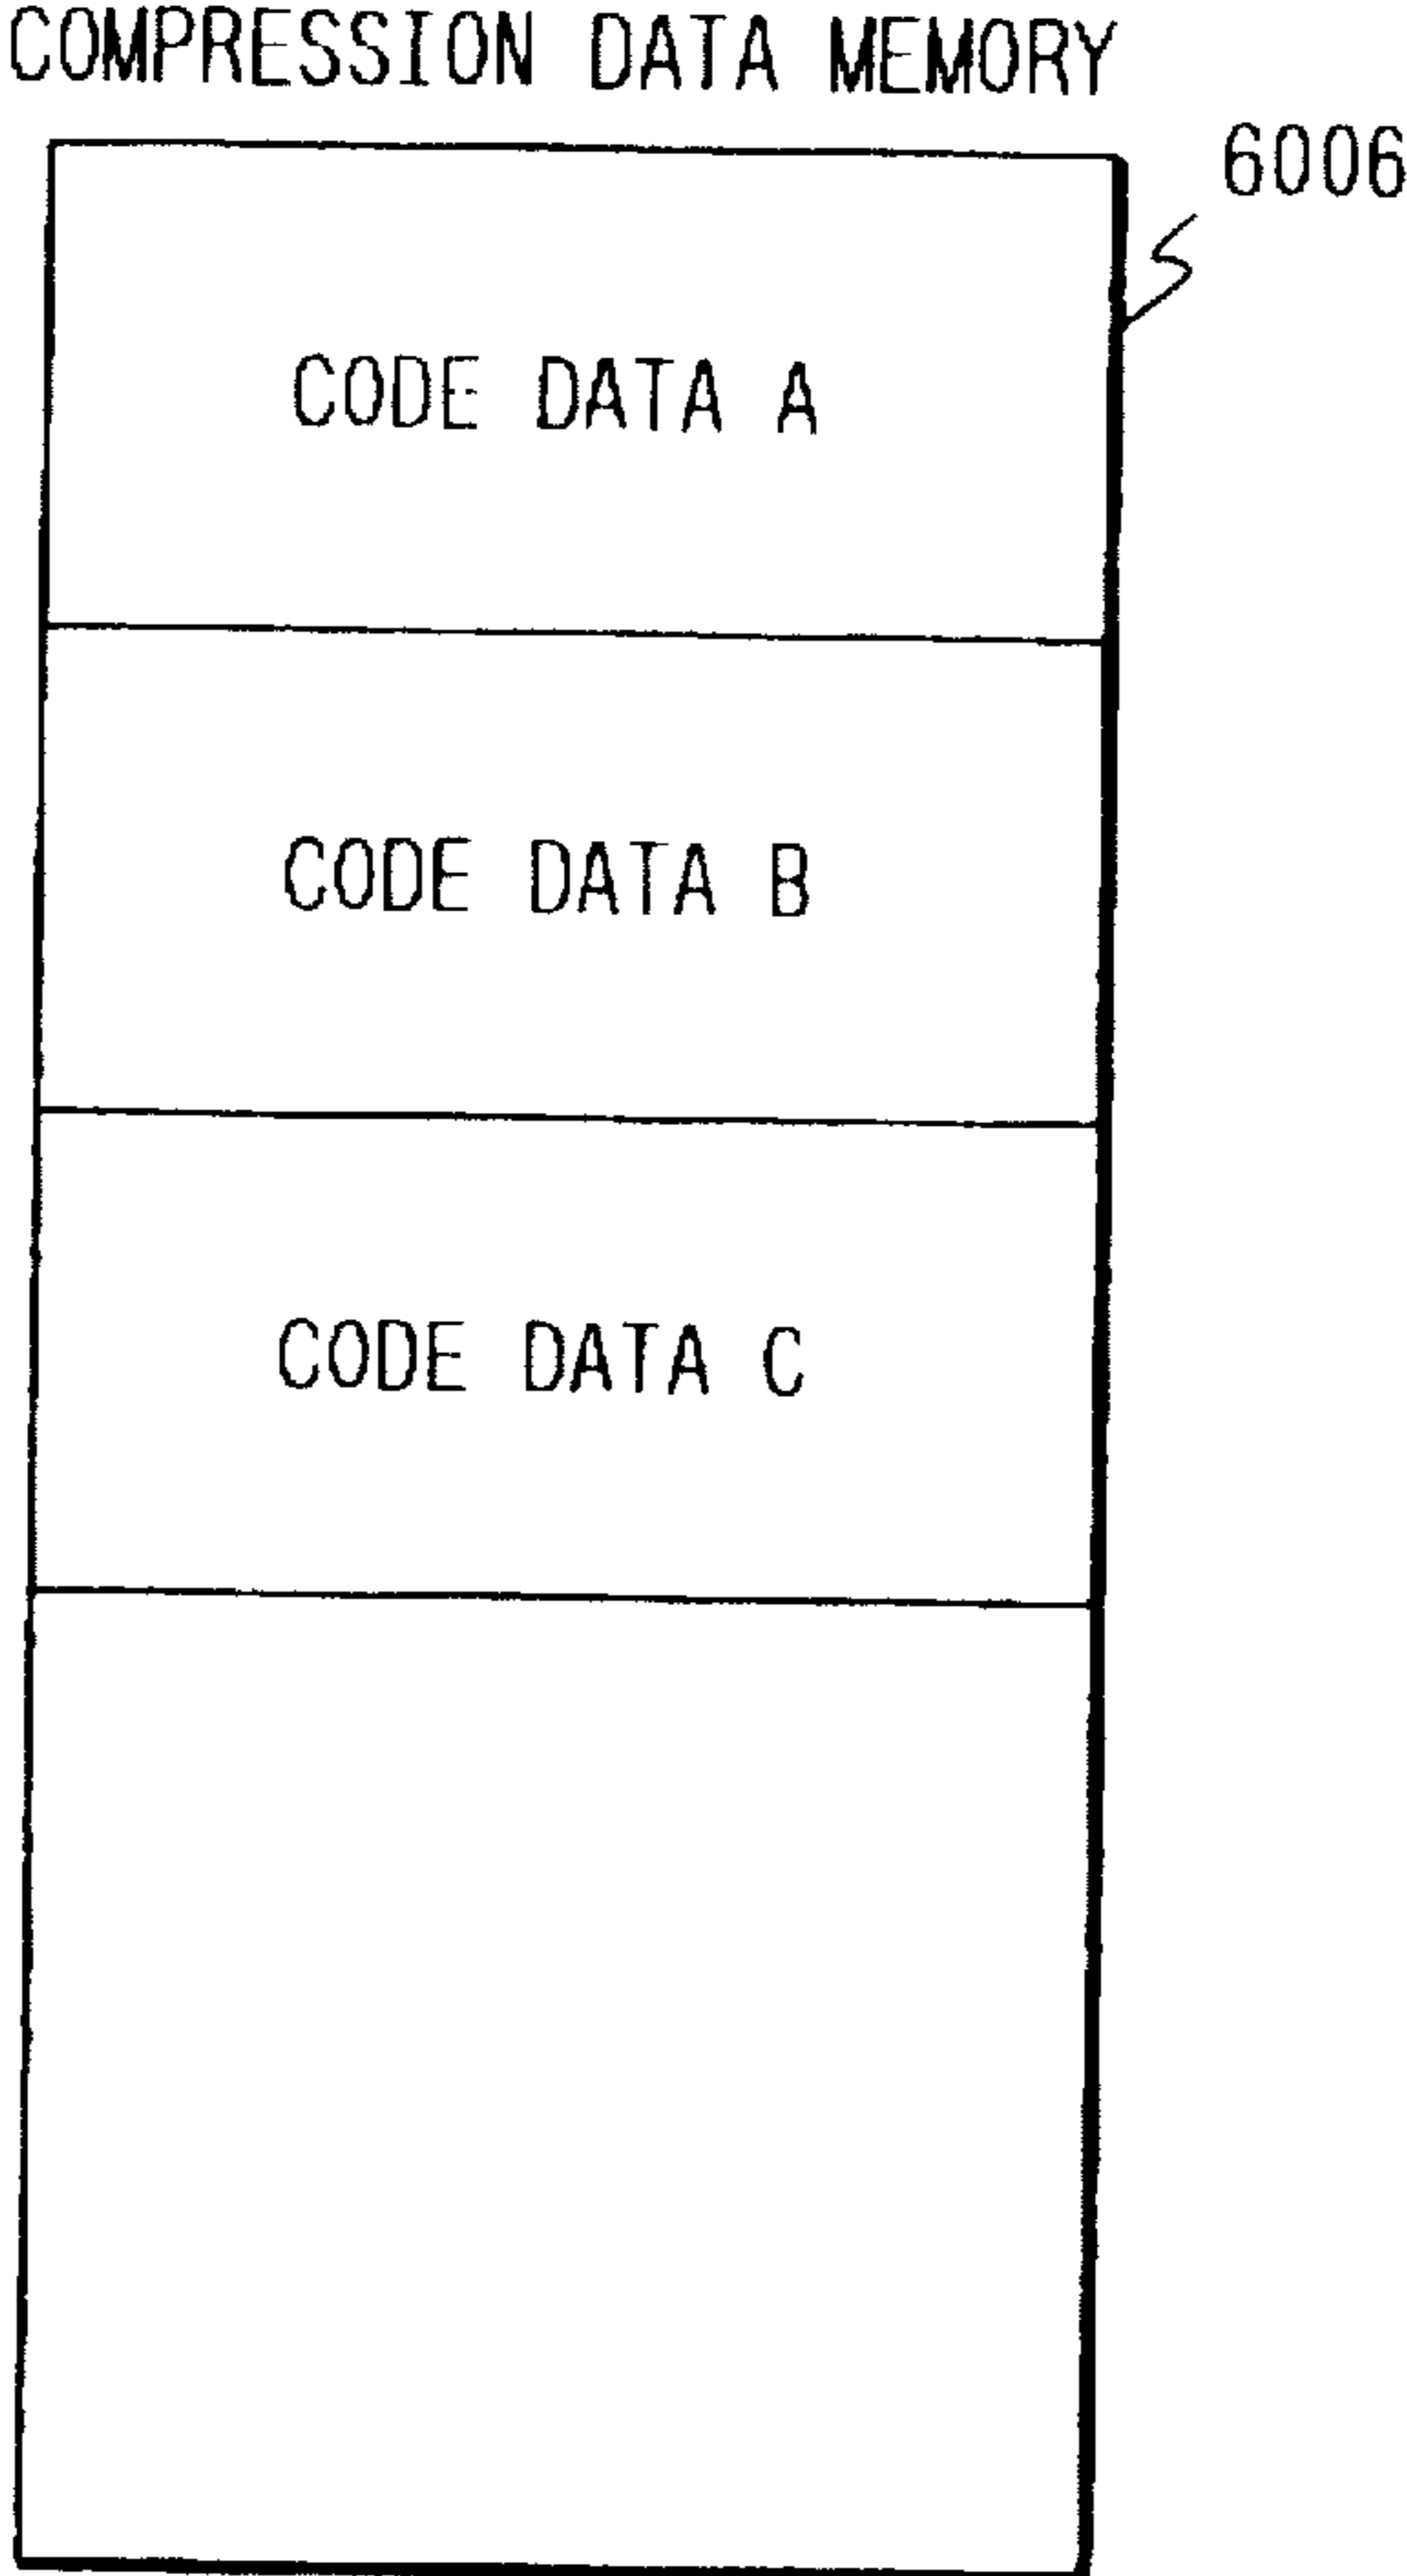 COMPRESSION DATA MEMORY
6006
CODE DATA A
CODE DATA B
CODE DATA C